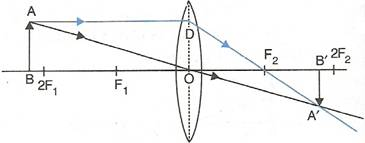 A
D
B' 2F₂
F₂
B 2F₁ F₁ O
A'